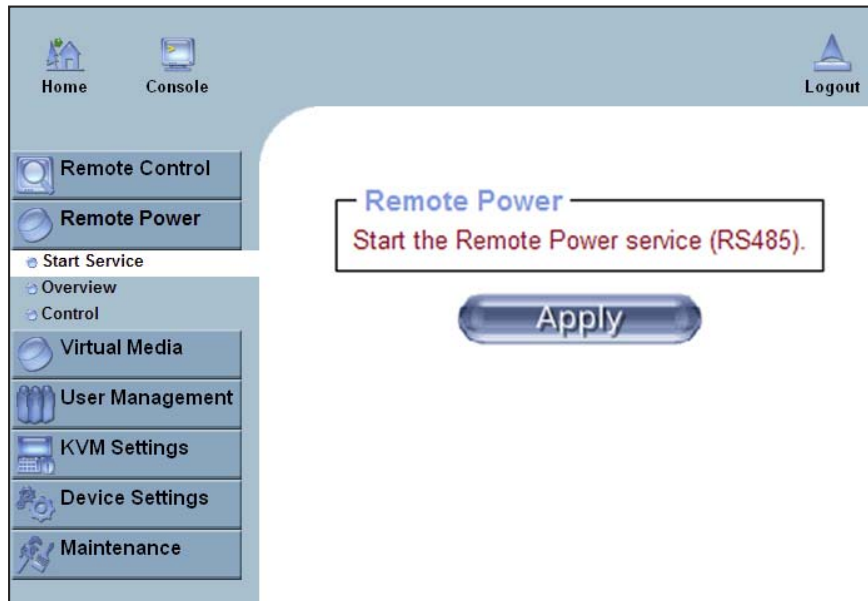 Home
Console
Logout
Remote Control
Remote Power
Start Service
Overview
Control
Virtual Media
User Management
KVM Settings
Device Settings
Maintenance
Remote Power
Start the Remote Power service (RS485).
Apply